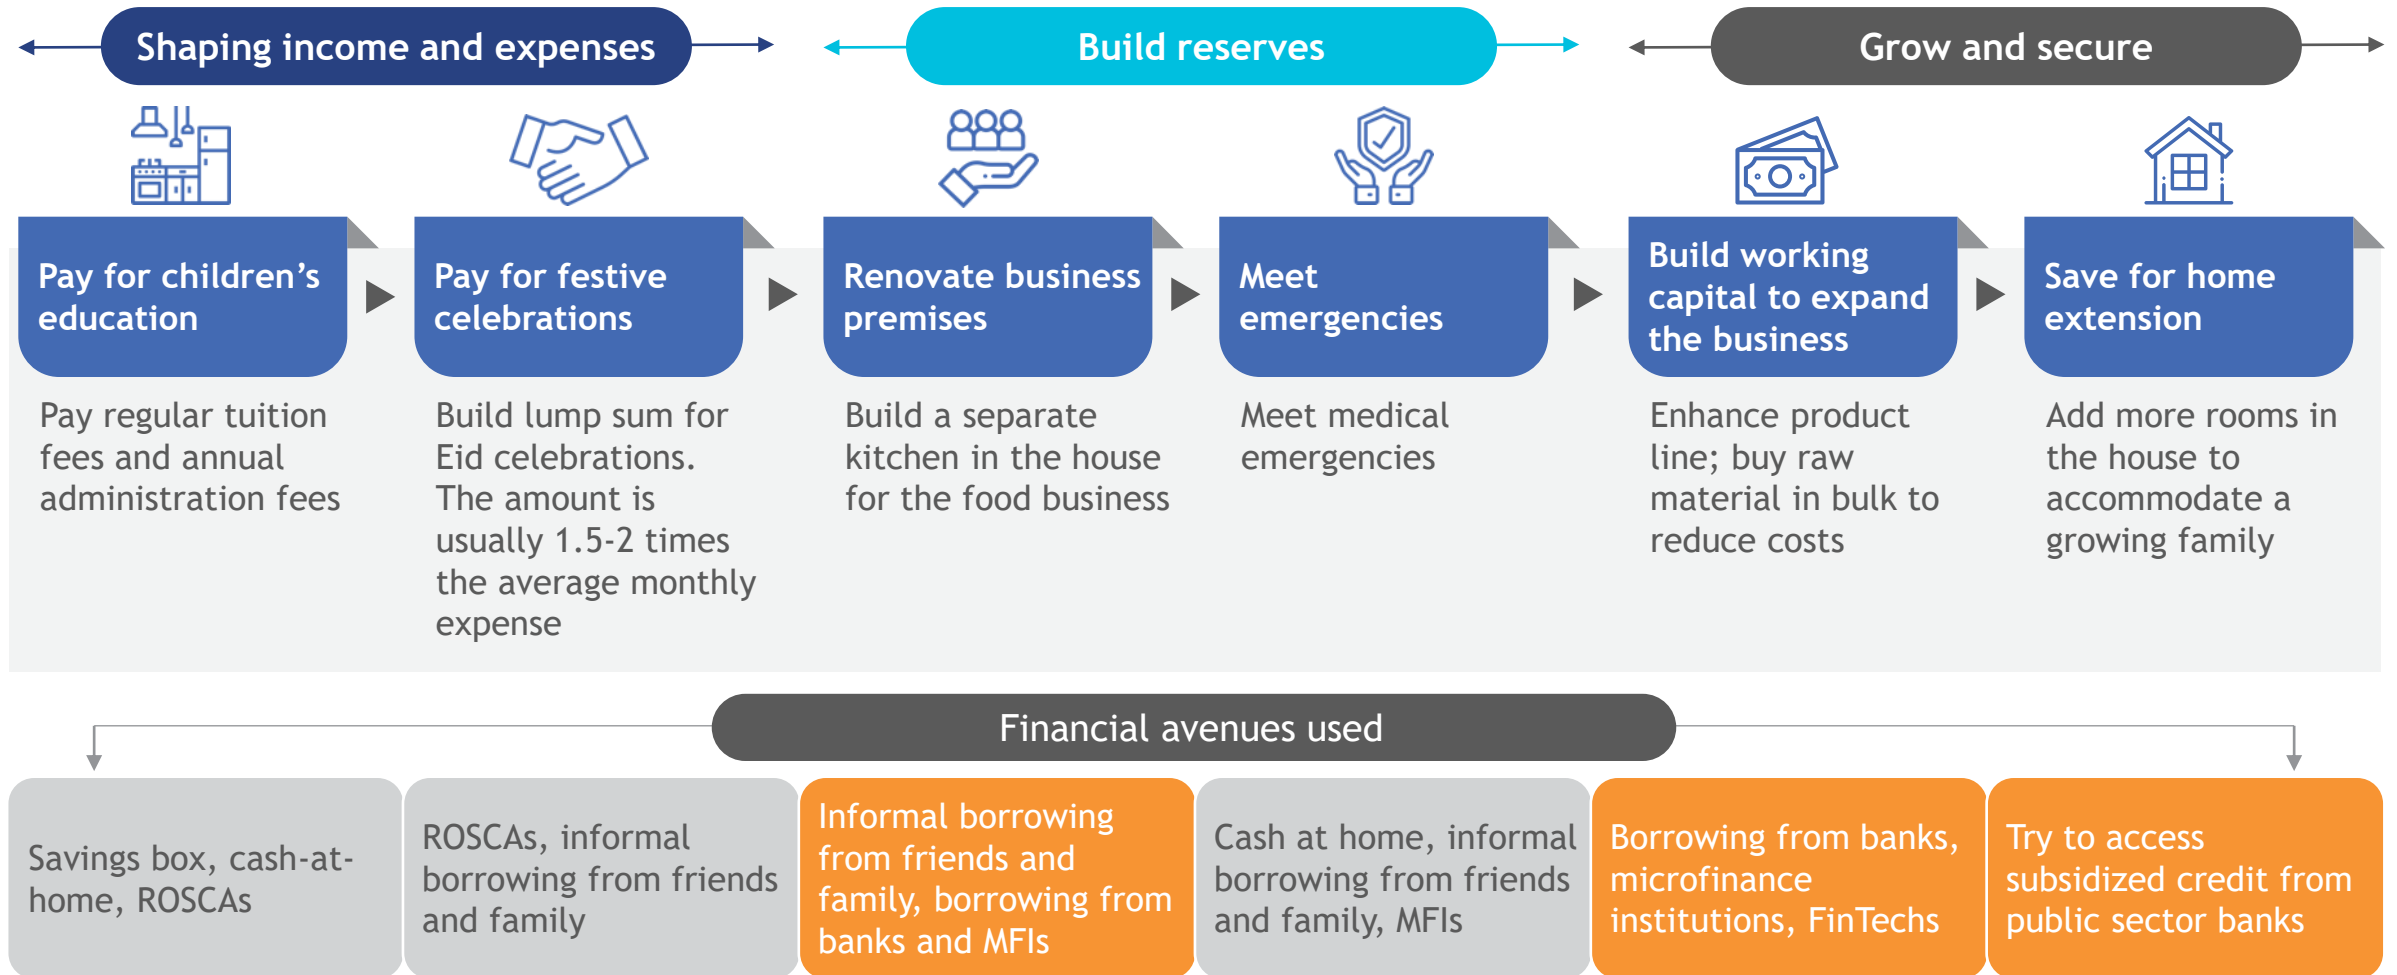 Shaping income and expenses
Build reserves
Grow and secure
Pay for children’s
education
Pay for festive
celebrations
Renovate business
premises
Meet
emergencies
Build working
capital to expand
the business
Save for home
extension
Pay regular tuition
fees and annual
administration fees
Build lump sum for
Eid celebrations.
The amount is
usually 1.5-2 times
the average monthly
expense
Build a separate
kitchen in the house
for the food business
Meet medical
emergencies
Enhance product
line; buy raw
material in bulk to
reduce costs
Add more rooms in
the house to
accommodate a
growing family
Financial avenues used
Savings box, cash-at-
home, ROSCAs
ROSCAs, informal
borrowing from friends
and family
Informal borrowing
from friends and
family, borrowing from
banks and MFIs
Cash at home, informal
borrowing from friends
and family, MFIs
Borrowing from banks,
microfinance
institutions, FinTechs
Try to access
subsidized credit from
public sector banks